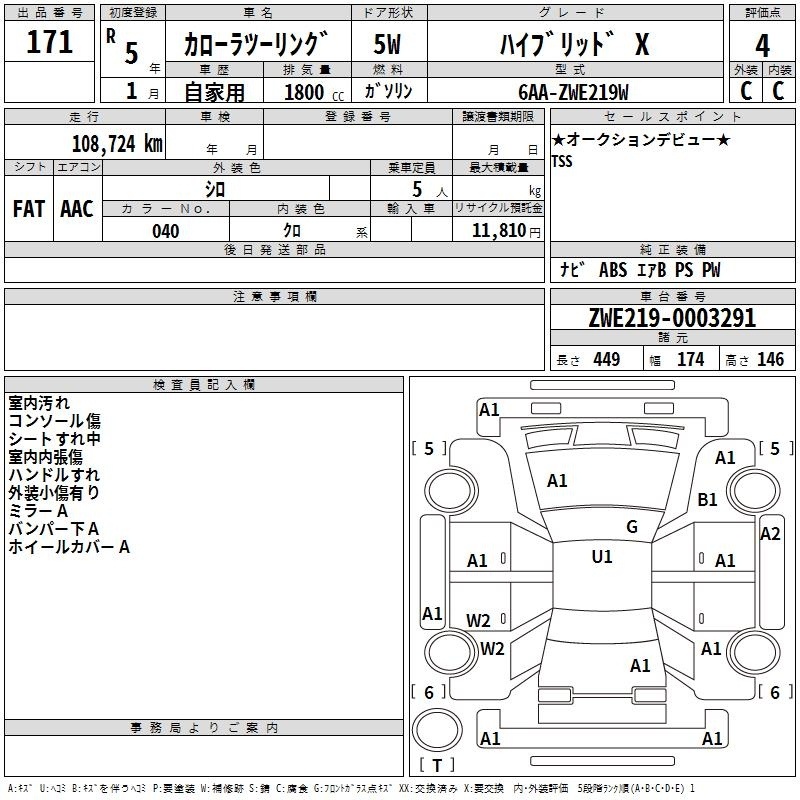 出品番号 初度登録 車名 ドア形状 グレード 評価点
171 R 5 年 ｶﾛｰﾗﾂｰﾘﾝｸﾞ 5W ﾊｲﾌﾞﾘｯﾄﾞ X 4
車歴 排気量 燃料 型式 外装 内装
1 月 自家用 1800 CC ｶﾞｿﾘﾝ 6AA-ZWE219W C C
走行 車検 登録番号 譲渡書類期限 セールスポイント
108,724 km 年 月 月 日 ★オークションデビュー★
TSS
シフト エアコン 外装色 乗車定員 最大積載量
FAT AAC ｼﾛ 5 人 kg
カラーNo. 内装色 輸入車 リサイクル預託金
040 ｸﾛ 系 11,810 円
後日発送部品 純正装備
ﾅﾋﾞ ABS ｴｱB PS PW
注意事項欄 車台番号
ZWE219-0003291
諸元
長さ 449 幅 174 高さ 146
検査員記入欄
室内汚れ
コンソール傷
シートすれ中
室内内張傷
ハンドルすれ
外装小傷有り
ミラーA
バンパー下A
ホイールカバーA
事務局よりご案内
A1
[ 5 ] A1 [ 5 ]
A1 B1
G A2
A1 U1 A1
A1 W2
W2 A1
A1
[ 6 ] [ 6 ]
A1 A1
[ T ]
A:ｷｽﾞ U:ﾍｺﾐ B:ｷｽﾞを伴うﾍｺﾐ P:要塗装 W:補修跡 S:錆 C:腐食 G:ﾌﾛﾝﾄｶﾞﾗｽ点ｷｽﾞ XX:交換済み X:要交換 内･外装評価 5段階ﾗﾝｸ順(A･B･C･D･E) 1